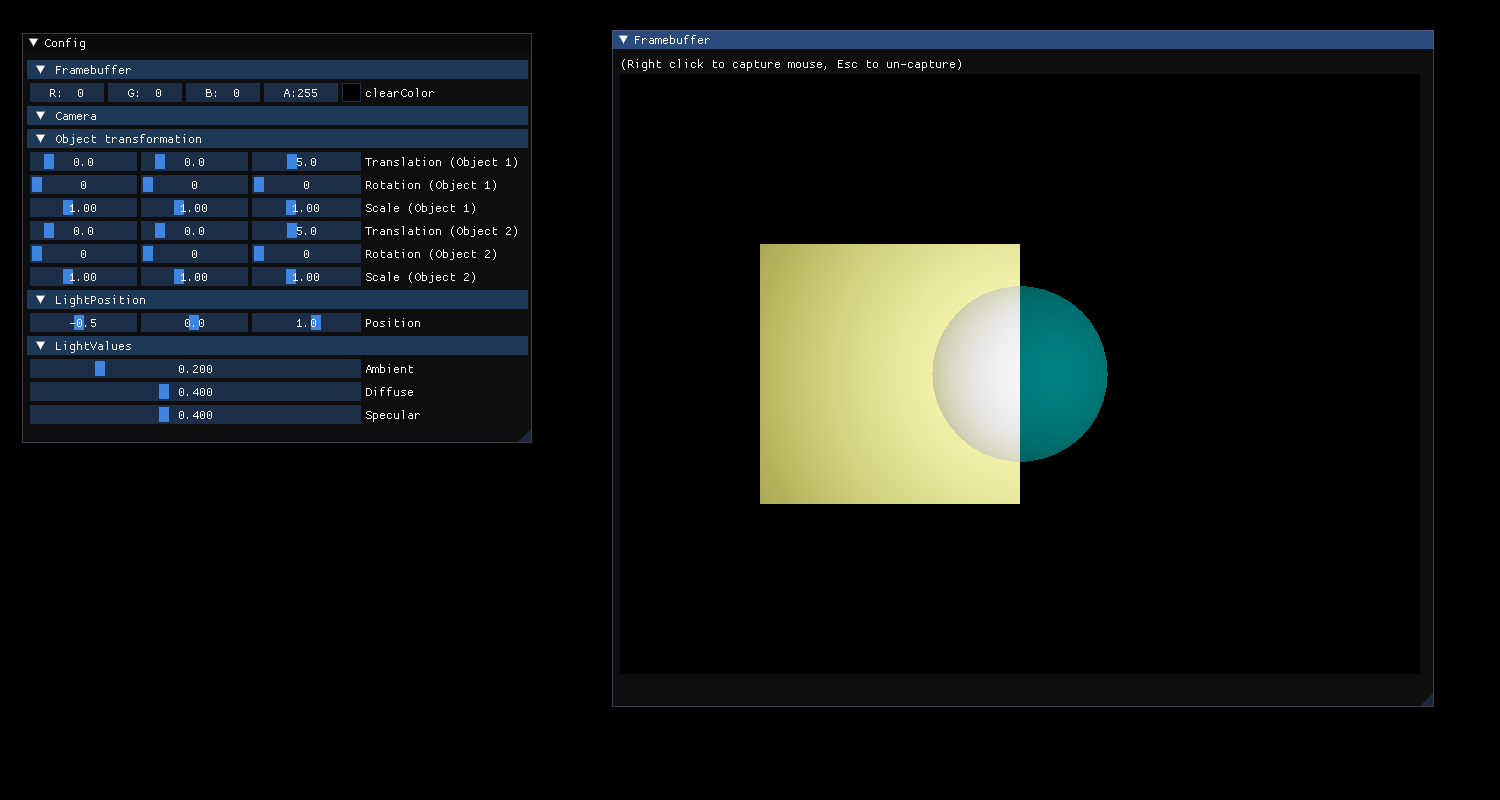 Config
Framebuffer
R: 0 G: 0 B: 0 A:255 clearColor
Camera
Object transformation
0.0 0.0 5.0 Translation (Object 1)
0 0 0 Rotation (Object 1)
1.00 1.00 1.00 Scale (Object 1)
0.0 0.0 5.0 Translation (Object 2)
0 0 0 Rotation (Object 2)
1.00 1.00 1.00 Scale (Object 2)
LightPosition
-0.5 0.0 1.0 Position
LightValues
0.200 Ambient
0.400 Diffuse
0.400 Specular
Framebuffer
(Right click to capture mouse, Esc to un-capture)